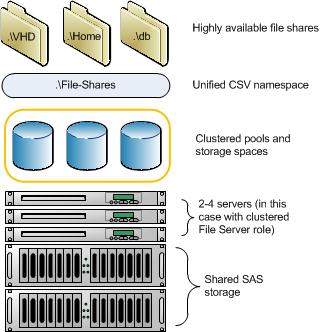 .\VHD
.\Home
.\db
Highly available file shares
.\File-Shares
Unified CSV namespace
Clustered pools and
storage spaces
2-4 servers (in this
case with clustered
File Server role)
Shared SAS
storage